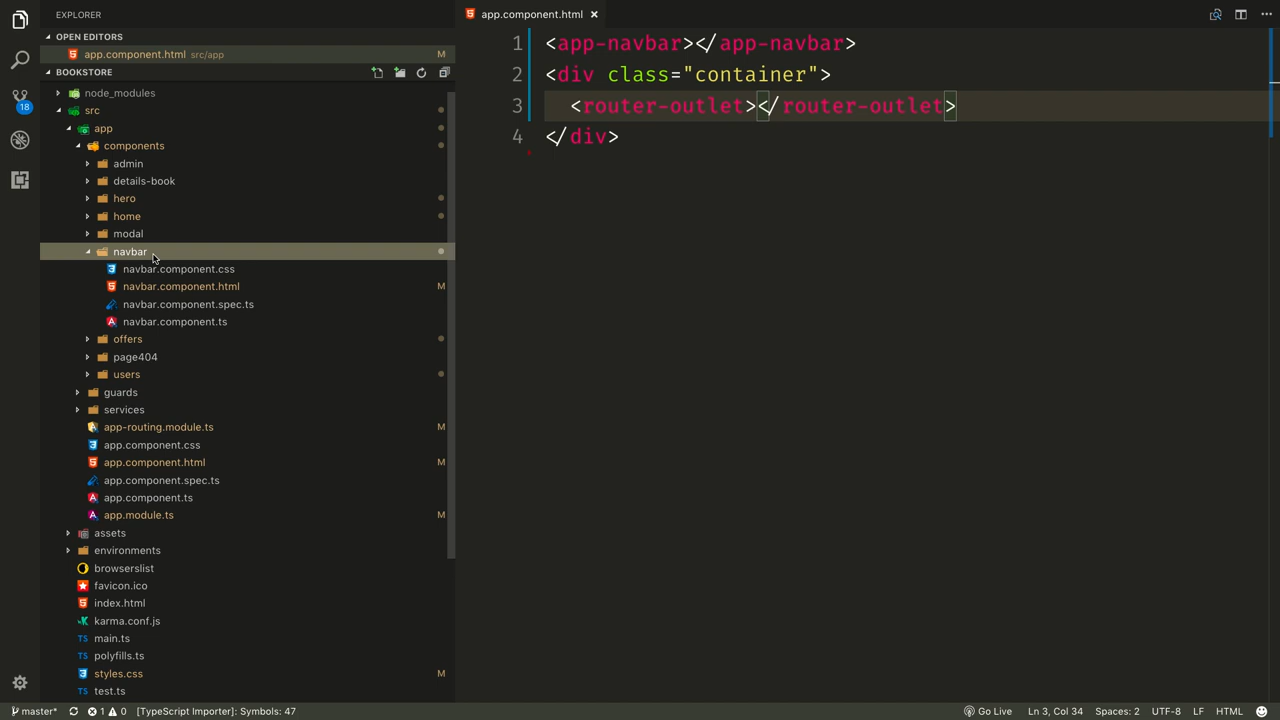 EXPLORER
OPEN EDITORS
app.component.html src/app M
BOOKSTORE
node_modules
src
app
components
admin
details-book
hero
home
modal
navbar
navbar.component.css
navbar.component.html M
navbar.component.spec.ts
navbar.component.ts
offers
page404
users
guards
services
app-routing.module.ts M
app.component.css
app.component.html M
app.component.spec.ts
app.component.ts
app.module.ts M
assets
environments
browserslist
favicon.ico
index.html
karma.conf.js
TS main.ts
TS polyfills.ts
styles.css M
TS test.ts
18
app.component.html
1 <app-navbar></app-navbar>
2 <div class="container">
3 <router-outlet></router-outlet>
4 </div>
master* 1 0 [TypeScript Importer]: Symbols: 47 Go Live Ln 3, Col 34 Spaces: 2 UTF-8 LF HTML